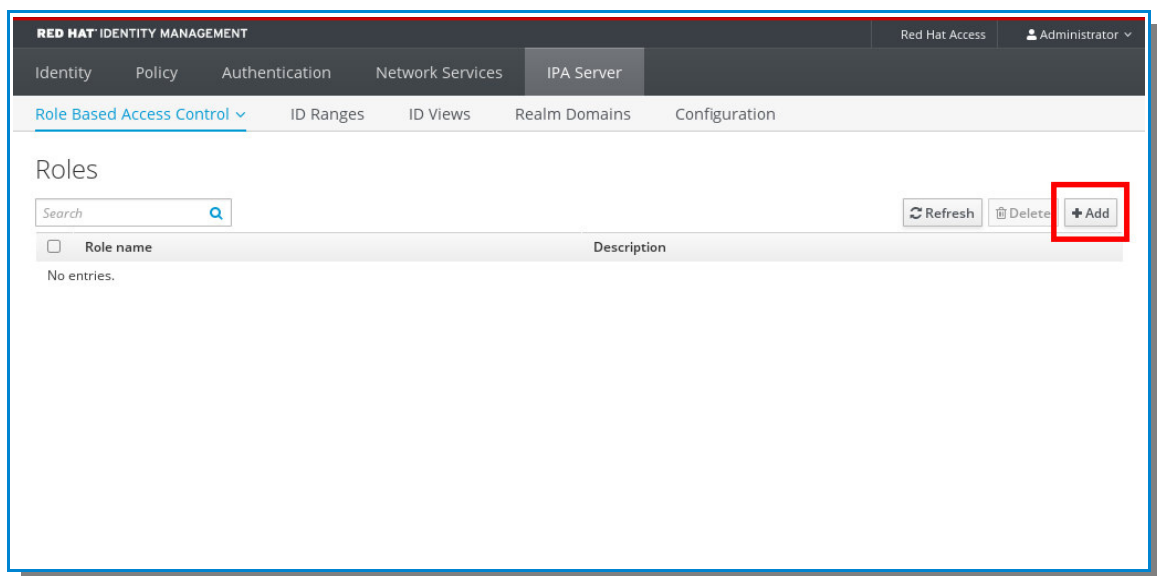 RED HAT® IDENTITY MANAGEMENT Red Hat Access Administrator
Identity Policy Authentication Network Services IPA Server
Role Based Access Control ID Ranges ID Views Realm Domains Configuration
Roles
Search Refresh Delete Add
Role name Description
No entries.